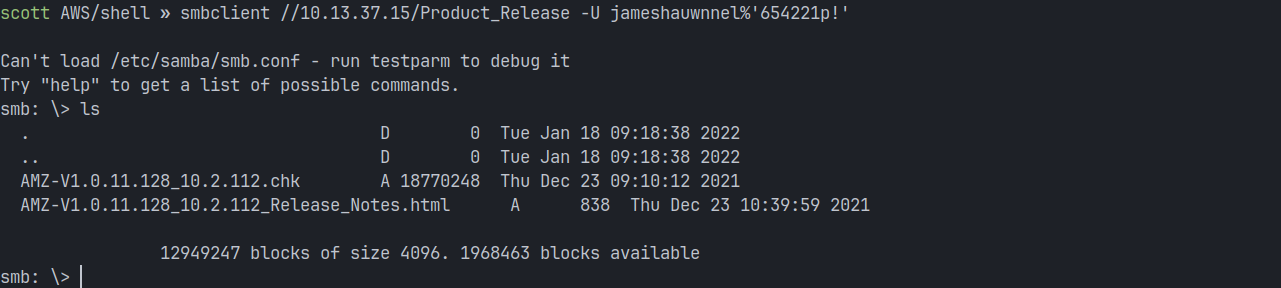 scott AWS/shell » smbclient //10.13.37.15/Product_Release -U jameshauwnnel%'654221p!'
Can't load /etc/samba/smb.conf - run testparm to debug it
Try "help" to get a list of possible commands.
smb: \> ls
  .                                   D        0  Tue Jan 18 09:18:38 2022
  ..                                  D        0  Tue Jan 18 09:18:38 2022
  AMZ-V1.0.11.128_10.2.112.chk        A 18770248  Thu Dec 23 09:10:12 2021
  AMZ-V1.0.11.128_10.2.112_Release_Notes.html      A      838  Thu Dec 23 10:39:59 2021
                12949247 blocks of size 4096. 1968463 blocks available
smb: \>